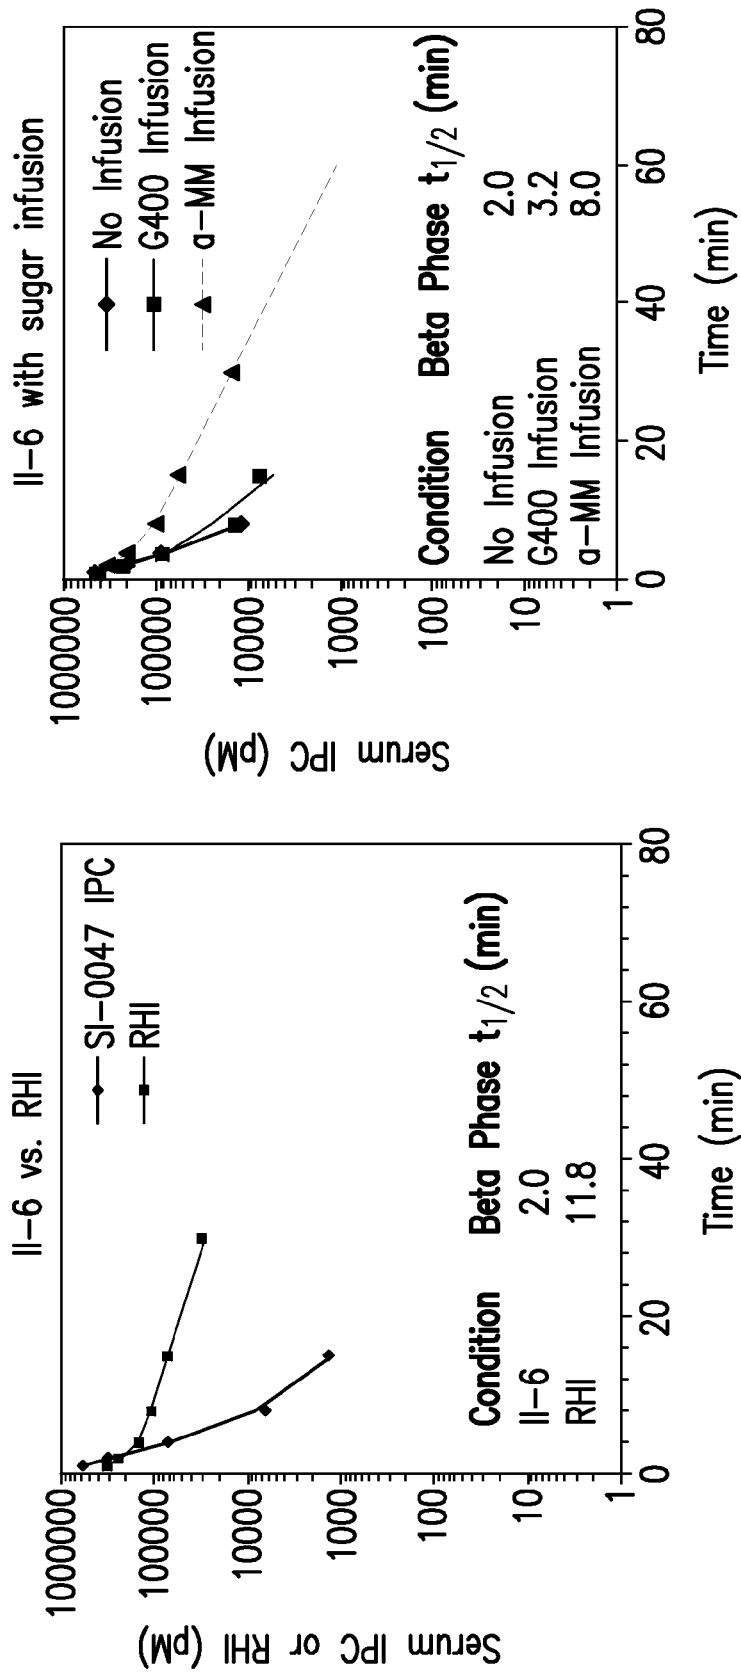 II-6 vs. RHI
SI-0047 IPC
RHI
Serum IPC or RHI (pM)
1000000
100000
10000
1000
100
10
1
Condition Beta Phase t1/2 (min)
II-6 2.0
RHI 11.8
0 20 40 60 80
Time (min)
II-6 with sugar infusion
No Infusion
G400 Infusion
a-MM Infusion
Serum IPC (pM)
1000000
100000
10000
1000
100
10
1
Condition Beta Phase t1/2 (min)
No Infusion 2.0
G400 Infusion 3.2
a-MM Infusion 8.0
0 20 40 60 80
Time (min)